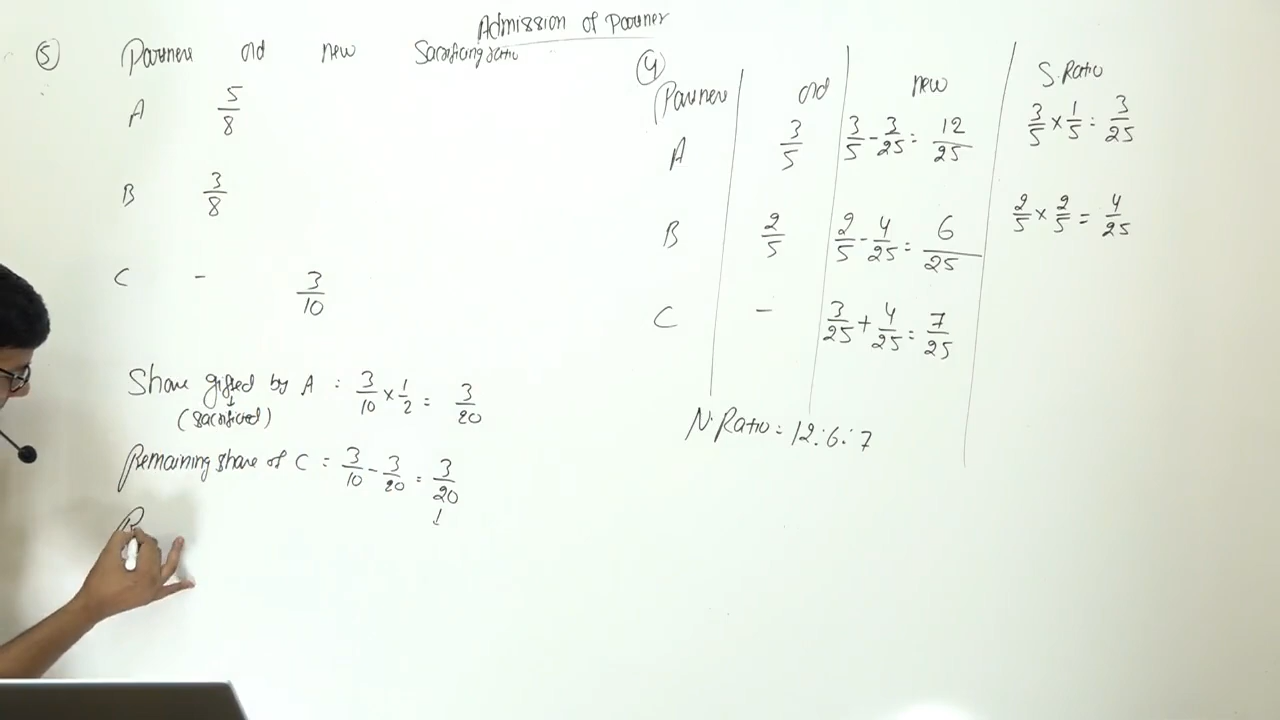 Admission of Partner
⑤ Partners old new Sacrificing ratio
A 5/8
B 3/8
C - 3/10
Share gifted by A : 3/10 × 1/2 = 3/20
↓
(Sacrificed)
Remaining share of C = 3/10 - 3/20 = 3/20
↓
④
Partners old new S.Ratio
A 3/5 3/5 - 3/25 = 12/25 3/5 × 1/5 = 3/25
B 2/5 2/5 - 4/25 = 6/25 2/5 × 2/5 = 4/25
C - 3/25 + 4/25 = 7/25
N.Ratio = 12:6:7